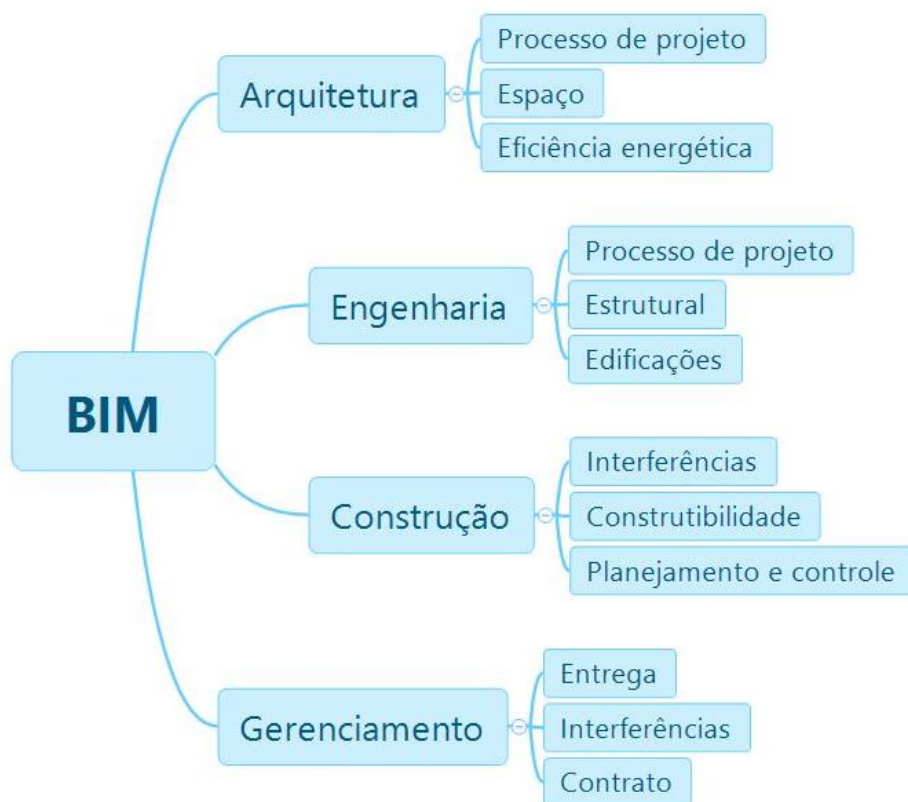 BIM
Arquitetura
Processo de projeto
Espaço
Eficiência energética
Engenharia
Processo de projeto
Estrutural
Edificações
Construção
Interferências
Construtibilidade
Planejamento e controle
Gerenciamento
Entrega
Interferências
Contrato